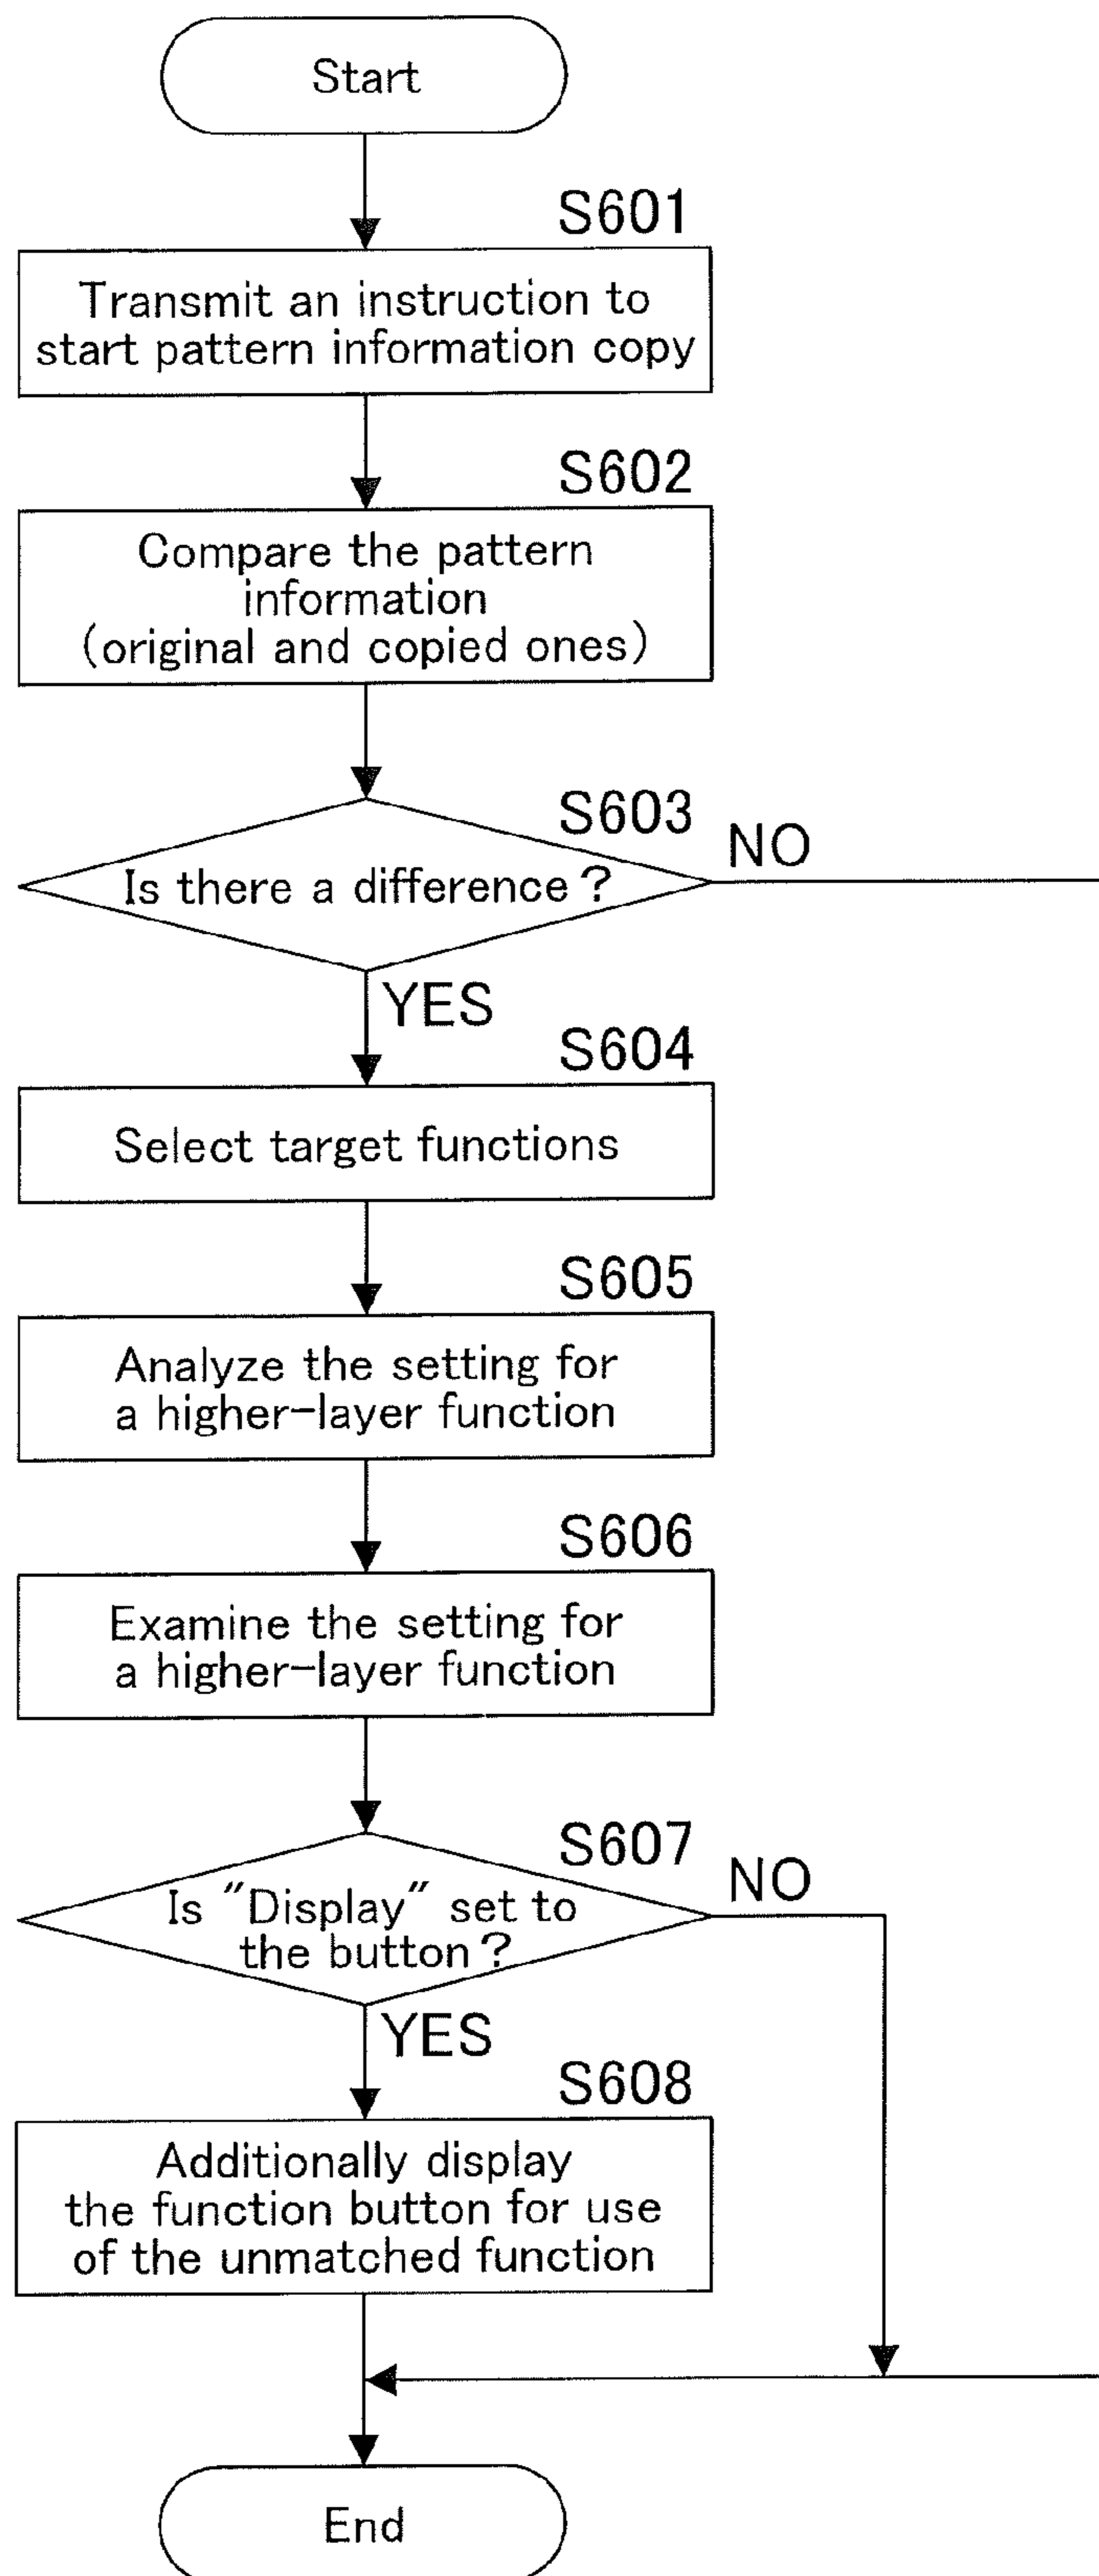 Start
S601
Transmit an instruction to
start pattern information copy
S602
Compare the pattern
information
(original and copied ones)
S603
NO
Is there a difference?
YES
S604
Select target functions
S605
Analyze the setting for
a higher-layer function
S606
Examine the setting for
a higher-layer function
S607
NO
Is "Display" set to
the button?
YES
S608
Additionally display
the function button for use
of the unmatched function
End